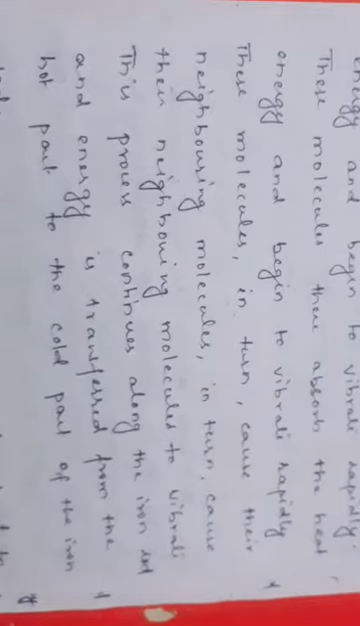 energy and begin to vibrate rapidly.
These molecules there absorb the heat
energy and begin to vibrate rapidly
These molecules, in turn, cause their
neighbouring molecules, in turn, cause
their neighbouring molecules to vibrate
This process continues along the iron
and energy is transferred from the
hot part to the cold part of the iron